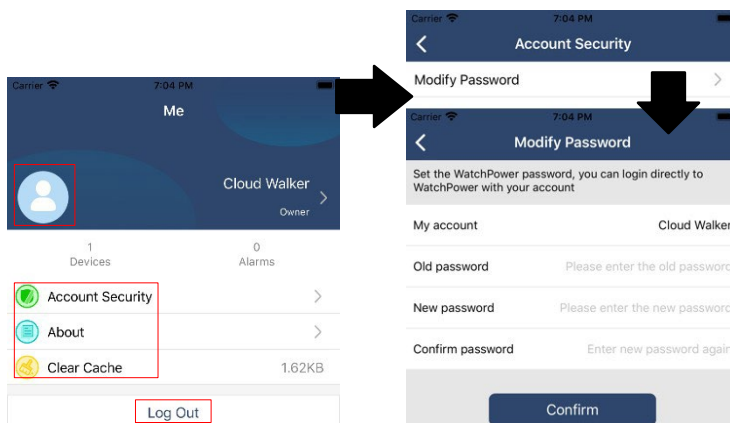 Carrier 7:04 PM
Me
Cloud Walker
Owner
1 0
Devices Alarms
Account Security
About
Clear Cache 1.62KB
Log Out
Carrier 7:04 PM
Account Security
Modify Password
Carrier 7:04 PM
Modify Password
Set the WatchPower password, you can login directly to
WatchPower with your account
My account Cloud Walker
Old password Please enter the old password
New password Please enter the new password
Confirm password Enter new password again
Confirm